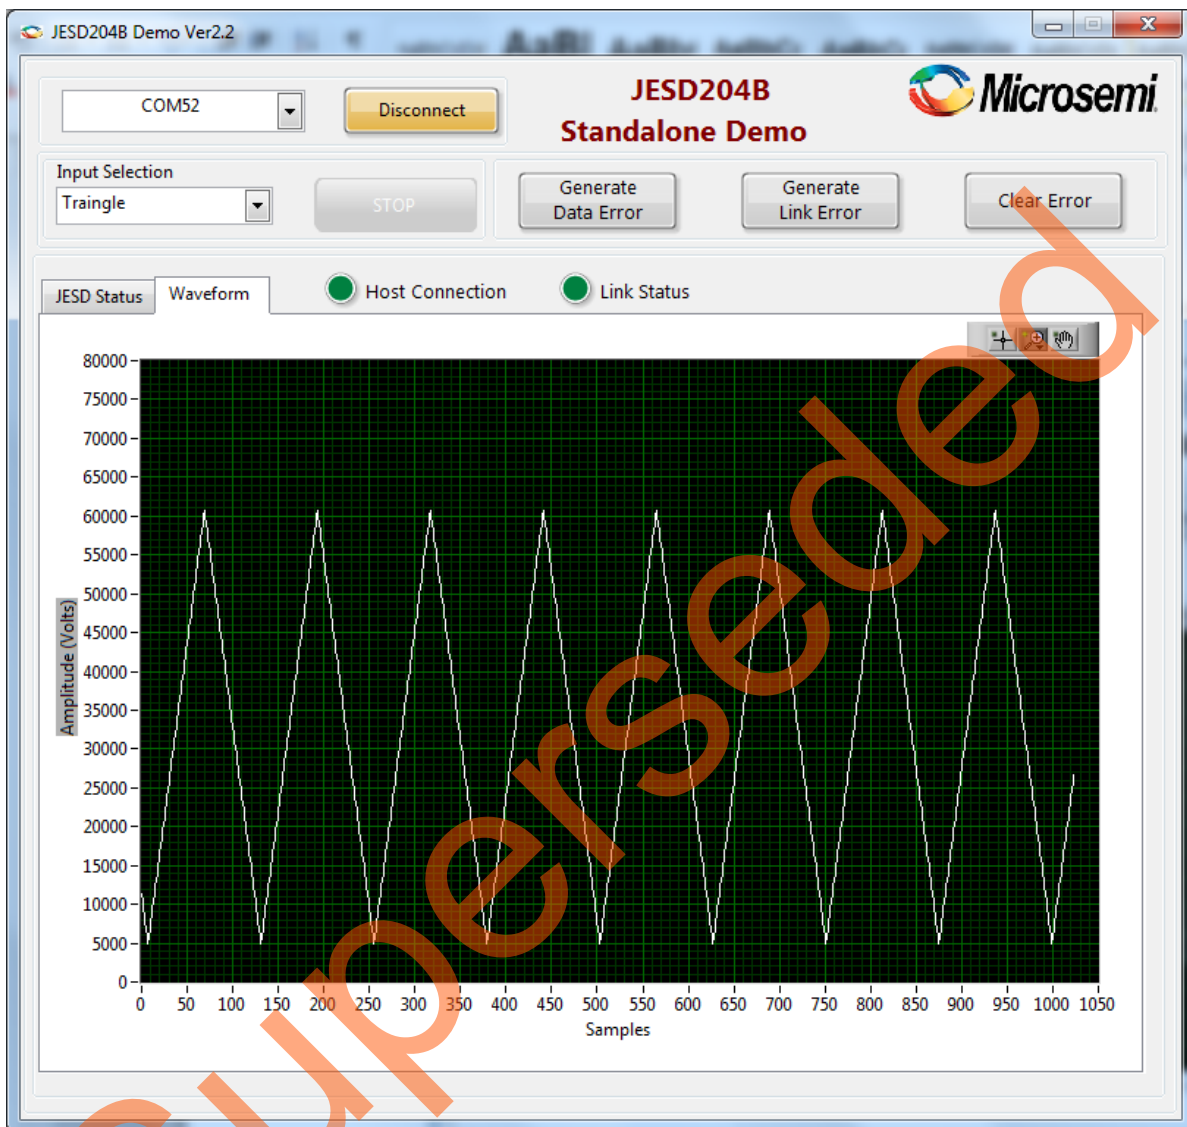 JESD204B Demo Ver2.2
COM52
Disconnect
JESD204B
Standalone Demo
Microsemi
Input Selection
Traingle
STOP
Generate
Data Error
Generate
Link Error
Clear Error
JESD Status
Waveform
Host Connection
Link Status
80000
75000
70000
65000
60000
55000
50000
45000
40000
35000
30000
25000
20000
15000
10000
5000
0
Amplitude (Volts)
0 50 100 150 200 250 300 350 400 450 500 550 600 650 700 750 800 850 900 950 1000 1050
Samples
Superseded